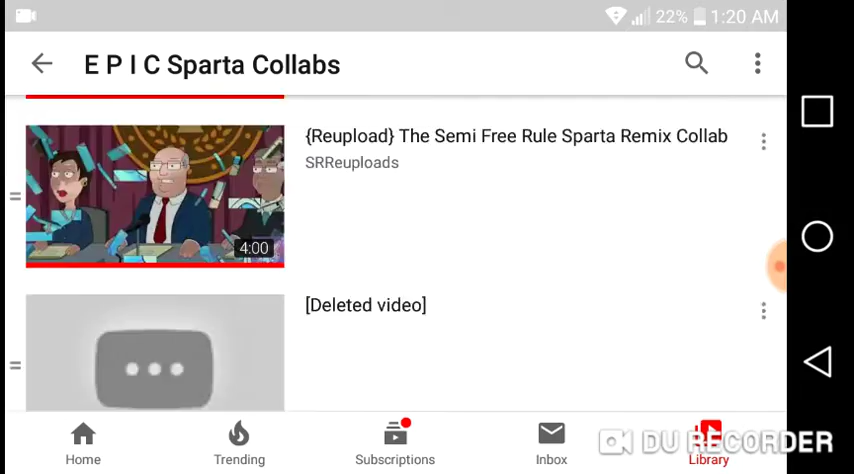 22% 1:20 AM
E P I C Sparta Collabs
{Reupload} The Semi Free Rule Sparta Remix Collab
SRReuploads
4:00
[Deleted video]
DU RECORDER
Home Trending Subscriptions Inbox Library